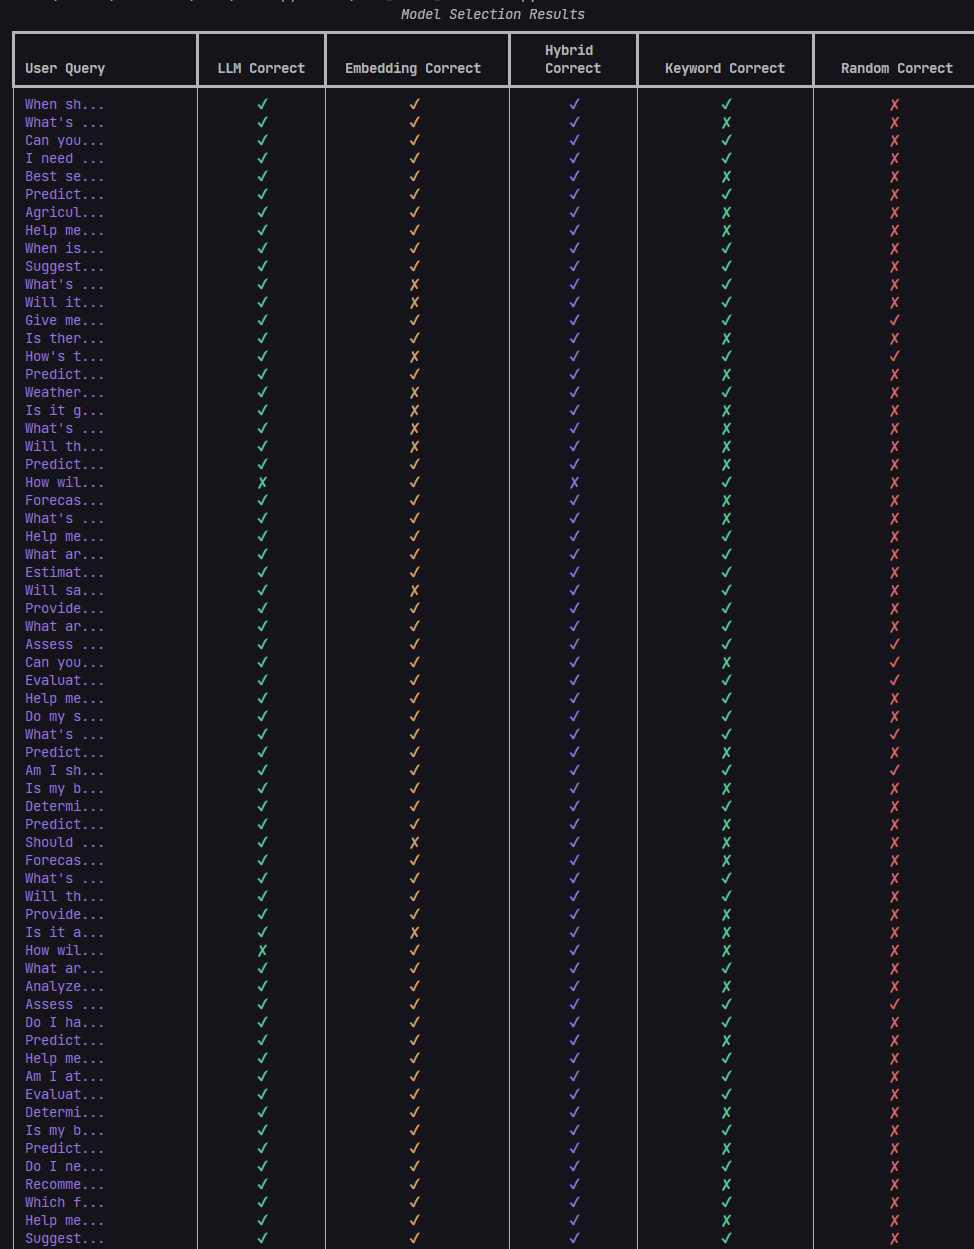 Model Selection Results
Hybrid
User Query LLM Correct Embedding Correct Correct Keyword Correct Random Correct
When sh... ✓ ✓ ✓ ✓ ✗
What's ... ✓ ✓ ✓ ✗ ✗
Can you... ✓ ✓ ✓ ✓ ✗
I need ... ✓ ✓ ✓ ✓ ✗
Best se... ✓ ✓ ✓ ✗ ✗
Predict... ✓ ✓ ✓ ✓ ✗
Agricul... ✓ ✓ ✓ ✗ ✗
Help me... ✓ ✓ ✓ ✗ ✗
When is... ✓ ✓ ✓ ✓ ✗
Suggest... ✓ ✓ ✓ ✓ ✗
What's ... ✓ ✗ ✓ ✓ ✗
Will it... ✓ ✗ ✓ ✓ ✗
Give me... ✓ ✓ ✓ ✓ ✓
Is ther... ✓ ✓ ✓ ✗ ✗
How's t... ✓ ✗ ✓ ✓ ✓
Predict... ✓ ✓ ✓ ✗ ✗
Weather... ✓ ✗ ✓ ✓ ✗
Is it g... ✓ ✗ ✓ ✗ ✗
What's ... ✓ ✗ ✓ ✗ ✗
Will th... ✓ ✗ ✓ ✗ ✗
Predict... ✓ ✓ ✓ ✗ ✗
How wil... ✗ ✓ ✗ ✓ ✗
Forecas... ✓ ✓ ✓ ✗ ✗
What's ... ✓ ✓ ✓ ✗ ✗
Help me... ✓ ✓ ✓ ✓ ✗
What ar... ✓ ✓ ✓ ✓ ✗
Estimat... ✓ ✓ ✓ ✓ ✗
Will sa... ✓ ✗ ✓ ✓ ✗
Provide... ✓ ✓ ✓ ✓ ✗
What ar... ✓ ✓ ✓ ✓ ✗
Assess ... ✓ ✓ ✓ ✓ ✓
Can you... ✓ ✓ ✓ ✗ ✓
Evaluat... ✓ ✓ ✓ ✓ ✓
Help me... ✓ ✓ ✓ ✓ ✗
Do my s... ✓ ✓ ✓ ✓ ✗
What's ... ✓ ✓ ✓ ✓ ✓
Predict... ✓ ✓ ✓ ✗ ✗
Am I sh... ✓ ✓ ✓ ✓ ✓
Is my b... ✓ ✓ ✓ ✗ ✗
Determi... ✓ ✓ ✓ ✓ ✗
Predict... ✓ ✓ ✓ ✗ ✗
Should ... ✓ ✗ ✓ ✗ ✗
Forecas... ✓ ✓ ✓ ✗ ✗
What's ... ✓ ✓ ✓ ✓ ✗
Will th... ✓ ✓ ✓ ✓ ✗
Provide... ✓ ✓ ✓ ✗ ✗
Is it a... ✓ ✗ ✓ ✗ ✗
How wil... ✗ ✓ ✓ ✗ ✗
What ar... ✓ ✓ ✓ ✓ ✗
Analyze... ✓ ✓ ✓ ✗ ✗
Assess ... ✓ ✓ ✓ ✓ ✓
Do I ha... ✓ ✓ ✓ ✓ ✗
Predict... ✓ ✓ ✓ ✗ ✗
Help me... ✓ ✓ ✓ ✓ ✗
Am I at... ✓ ✓ ✓ ✓ ✗
Evaluat... ✓ ✓ ✓ ✓ ✗
Determi... ✓ ✓ ✓ ✗ ✗
Is my b... ✓ ✓ ✓ ✓ ✗
Predict... ✓ ✓ ✓ ✗ ✗
Do I ne... ✓ ✓ ✓ ✓ ✗
Recomme... ✓ ✓ ✓ ✗ ✗
Which f... ✓ ✓ ✓ ✓ ✗
Help me... ✓ ✓ ✓ ✗ ✗
Suggest... ✓ ✓ ✓ ✓ ✗